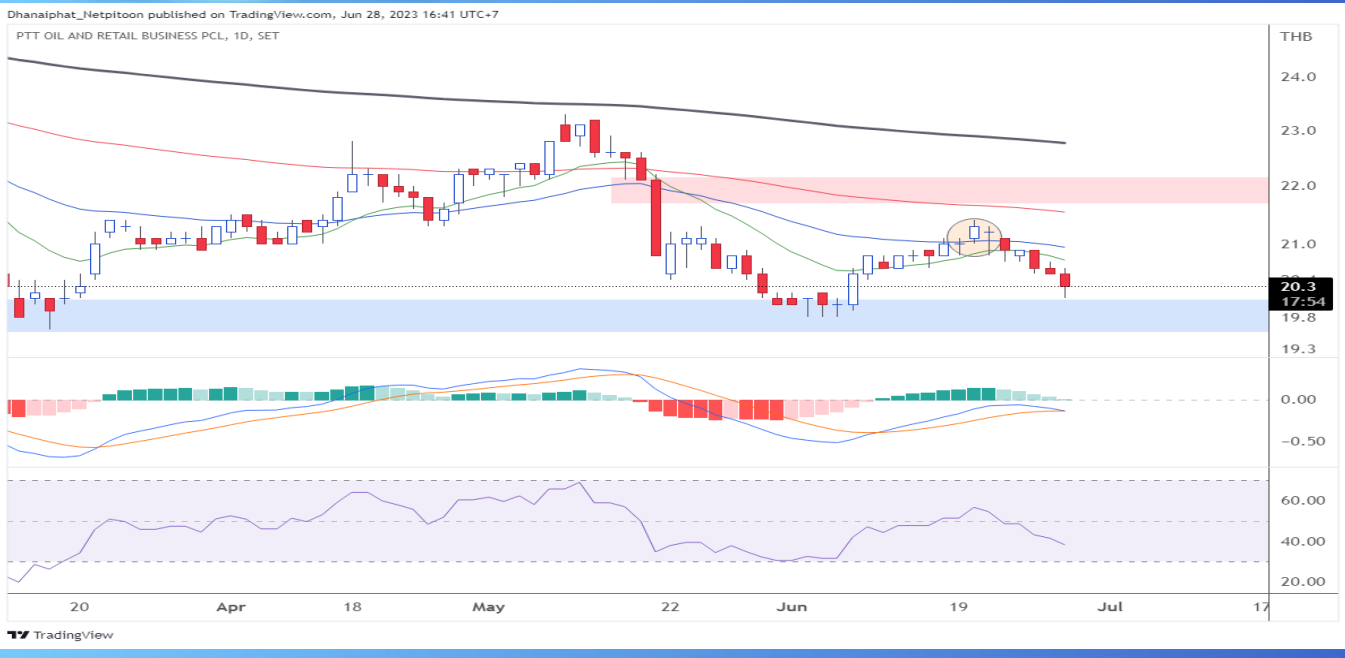 Dhanaiphat_Netpitoon published on TradingView.com, Jun 28, 2023 16:41 UTC+7
PTT OIL AND RETAIL BUSINESS PCL, 1D, SET
THB
24.0
23.0
22.0
21.0
20.3
17:54
19.8
19.3
0.00
−0.50
60.00
40.00
20.00
20 Apr 18 May 22 Jun 19 Jul 17
TradingView